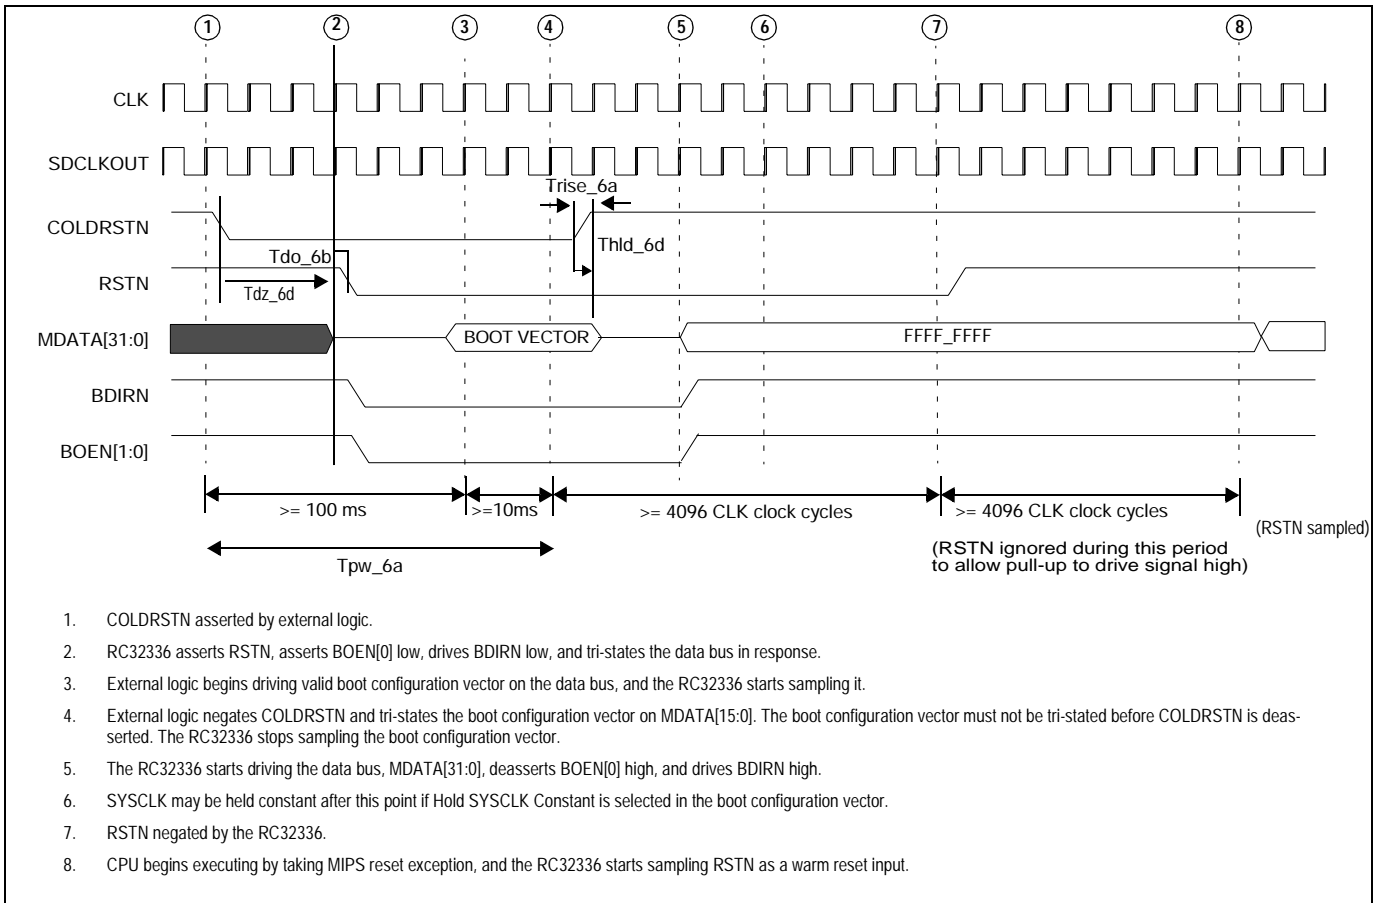 1 2 3 4 5 6 7 8
CLK
SDCLKOUT
Trise_6a
COLDRSTN
Thld_6d
Tdo_6b
RSTN
Tdz_6d
MDATA[31:0]
BOOT VECTOR
FFFF_FFFF
BDIRN
BOEN[1:0]
>= 100 ms
>=10ms
>= 4096 CLK clock cycles
>= 4096 CLK clock cycles
(RSTN sampled)
Tpw_6a
(RSTN ignored during this period
to allow pull-up to drive signal high)
1. COLDRSTN asserted by external logic.
2. RC32336 asserts RSTN, asserts BOEN[0] low, drives BDIRN low, and tri-states the data bus in response.
3. External logic begins driving valid boot configuration vector on the data bus, and the RC32336 starts sampling it.
4. External logic negates COLDRSTN and tri-states the boot configuration vector on MDATA[15:0]. The boot configuration vector must not be tri-stated before COLDRSTN is deas-
serted. The RC32336 stops sampling the boot configuration vector.
5. The RC32336 starts driving the data bus, MDATA[31:0], deasserts BOEN[0] high, and drives BDIRN high.
6. SYSCLK may be held constant after this point if Hold SYSCLK Constant is selected in the boot configuration vector.
7. RSTN negated by the RC32336.
8. CPU begins executing by taking MIPS reset exception, and the RC32336 starts sampling RSTN as a warm reset input.